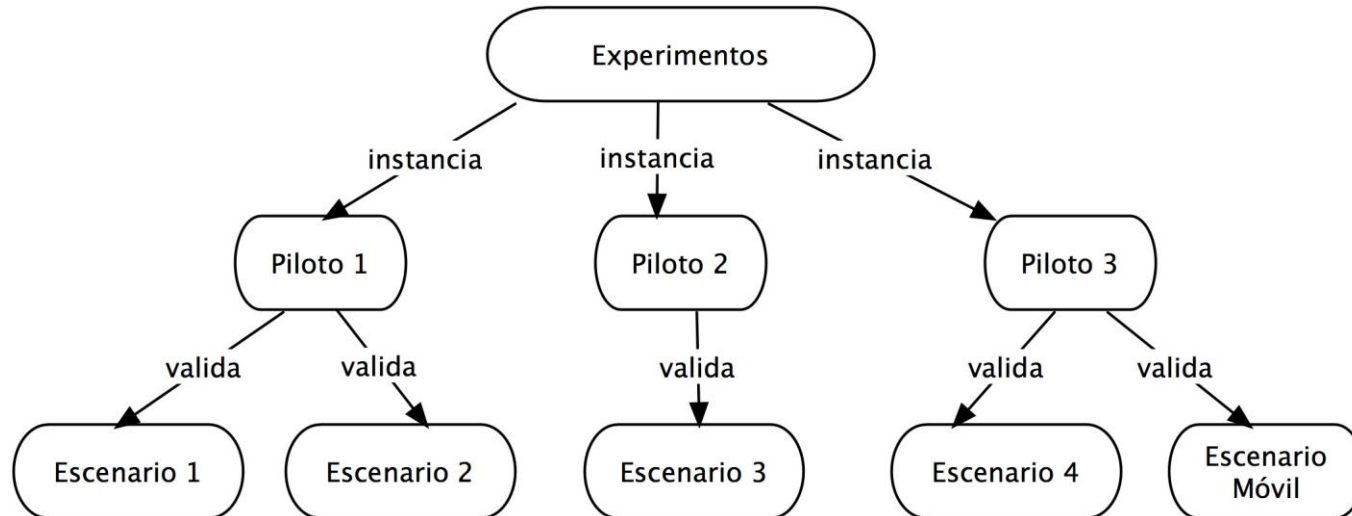 Experimentos
instancia
instancia
instancia
Piloto 1
Piloto 2
Piloto 3
valida
valida
valida
valida
valida
Escenario 1
Escenario 2
Escenario 3
Escenario 4
Escenario
Móvil